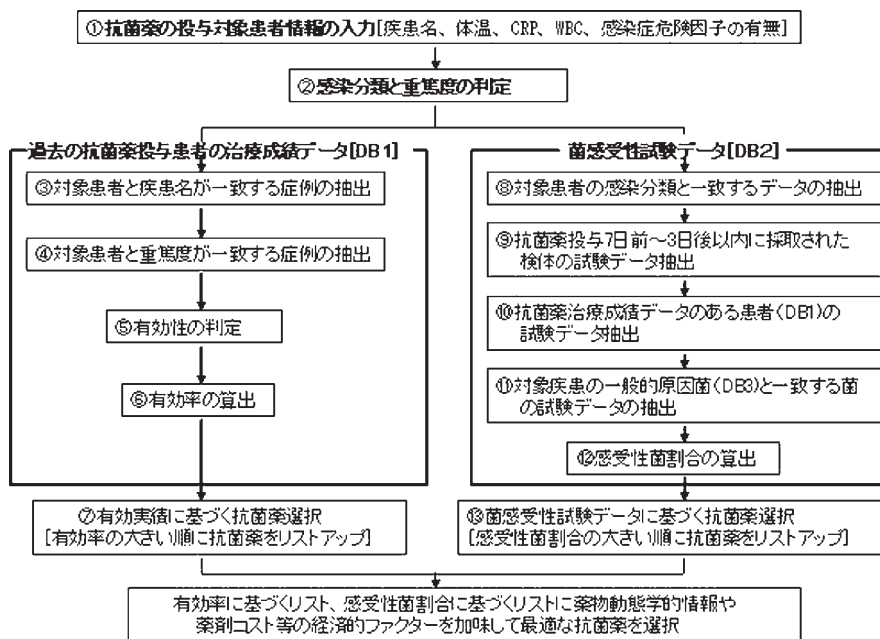 ①抗菌薬の投与対象患者情報の入力[疾患名、体温、CRP、WBC、感染症危険因子の有無]
②感染分類と重篤度の判定
過去の抗菌薬投与患者の治療成績データ[DB1]
③対象患者と疾患名が一致する症例の抽出
④対象患者と重篤度が一致する症例の抽出
⑤有効性の判定
⑥有効率の算出
⑦有効実績に基づく抗菌薬選択
[有効率の大きい順に抗菌薬をリストアップ]
菌感受性試験データ[DB2]
⑧対象患者の感染分類と一致するデータの抽出
⑨抗菌薬投与7日前～3日後以内に採取された
検体の試験データ抽出
⑩抗菌薬治療成績データのある患者(DB1)の
試験データ抽出
⑪対象疾患の一般的原因菌(DB3)と一致する菌
の試験データの抽出
⑫感受性菌割合の算出
⑬菌感受性試験データに基づく抗菌薬選択
[感受性菌割合の大きい順に抗菌薬をリストアップ]
有効率に基づくリスト、感受性菌割合に基づくリストに薬物動態学的情報や
薬剤コスト等の経済的ファクターを加味して最適な抗菌薬を選択